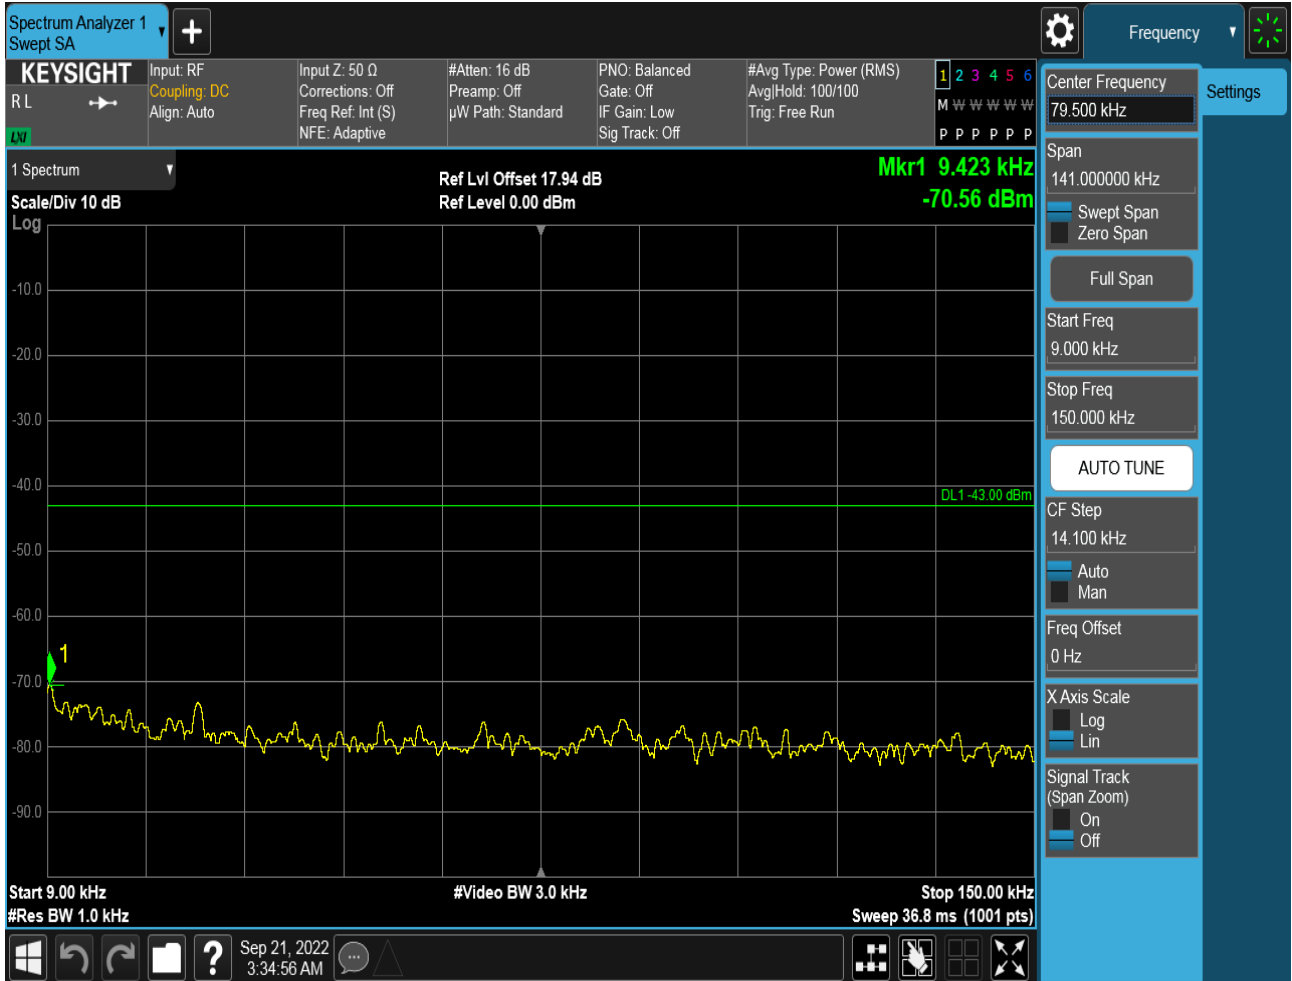 Spectrum Analyzer 1
Swept SA
Frequency
KEYSIGHT
R L
LXI
Input: RF
Coupling: DC
Align: Auto
Input Z: 50 Ω
Corrections: Off
Freq Ref: Int (S)
NFE: Adaptive
#Atten: 16 dB
Preamp: Off
µW Path: Standard
PNO: Balanced
Gate: Off
IF Gain: Low
Sig Track: Off
#Avg Type: Power (RMS)
Avg|Hold: 100/100
Trig: Free Run
1 2 3 4 5 6
M W W W W W
P P P P P P
1 Spectrum
Scale/Div 10 dB
Log
Ref Lvl Offset 17.94 dB
Ref Level 0.00 dBm
Mkr1 9.423 kHz
-70.56 dBm
-10.0
-20.0
-30.0
-40.0
DL1 -43.00 dBm
-50.0
-60.0
1
-70.0
-80.0
-90.0
Start 9.00 kHz
#Video BW 3.0 kHz
Stop 150.00 kHz
#Res BW 1.0 kHz
Sweep 36.8 ms (1001 pts)
?
Sep 21, 2022
3:34:56 AM
Center Frequency
79.500 kHz
Settings
Span
141.000000 kHz
Swept Span
Zero Span
Full Span
Start Freq
9.000 kHz
Stop Freq
150.000 kHz
AUTO TUNE
CF Step
14.100 kHz
Auto
Man
Freq Offset
0 Hz
X Axis Scale
Log
Lin
Signal Track
(Span Zoom)
On
Off